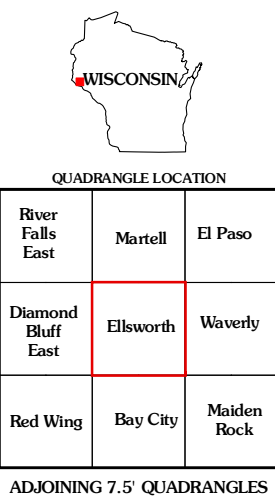 WISCONSIN
QUADRANGLE LOCATION
River
Falls
East
Martell
El Paso
Diamond
Bluff
East
Ellsworth
Waverly
Red Wing
Bay City
Maiden
Rock
ADJOINING 7.5' QUADRANGLES